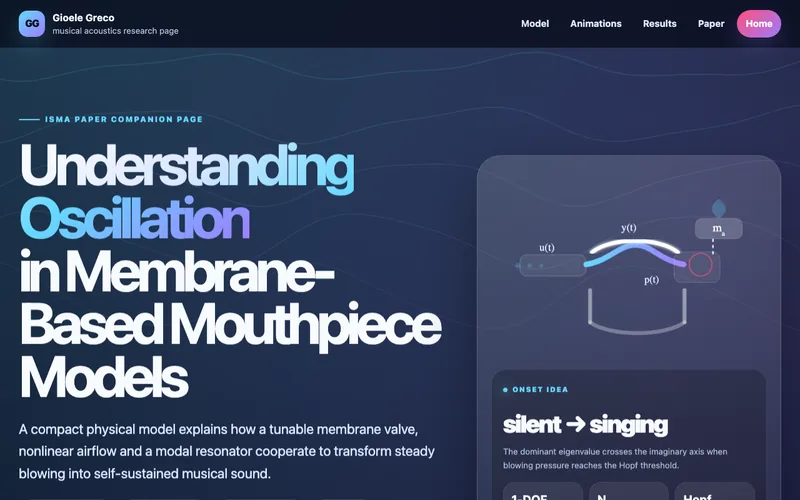 GG
Gioele Greco
musical acoustics research page
Model
Animations
Results
Paper
Home
ISMA PAPER COMPANION PAGE
Understanding
Oscillation
in Membrane-
Based Mouthpiece
Models
A compact physical model explains how a tunable membrane valve,
nonlinear airflow and a modal resonator cooperate to transform steady
blowing into self-sustained musical sound.
u(t)
y(t)
m
a
p(t)
ONSET IDEA
silent → singing
The dominant eigenvalue crosses the imaginary axis when
blowing pressure reaches the Hopf threshold.
1-DOF
N
Hopf